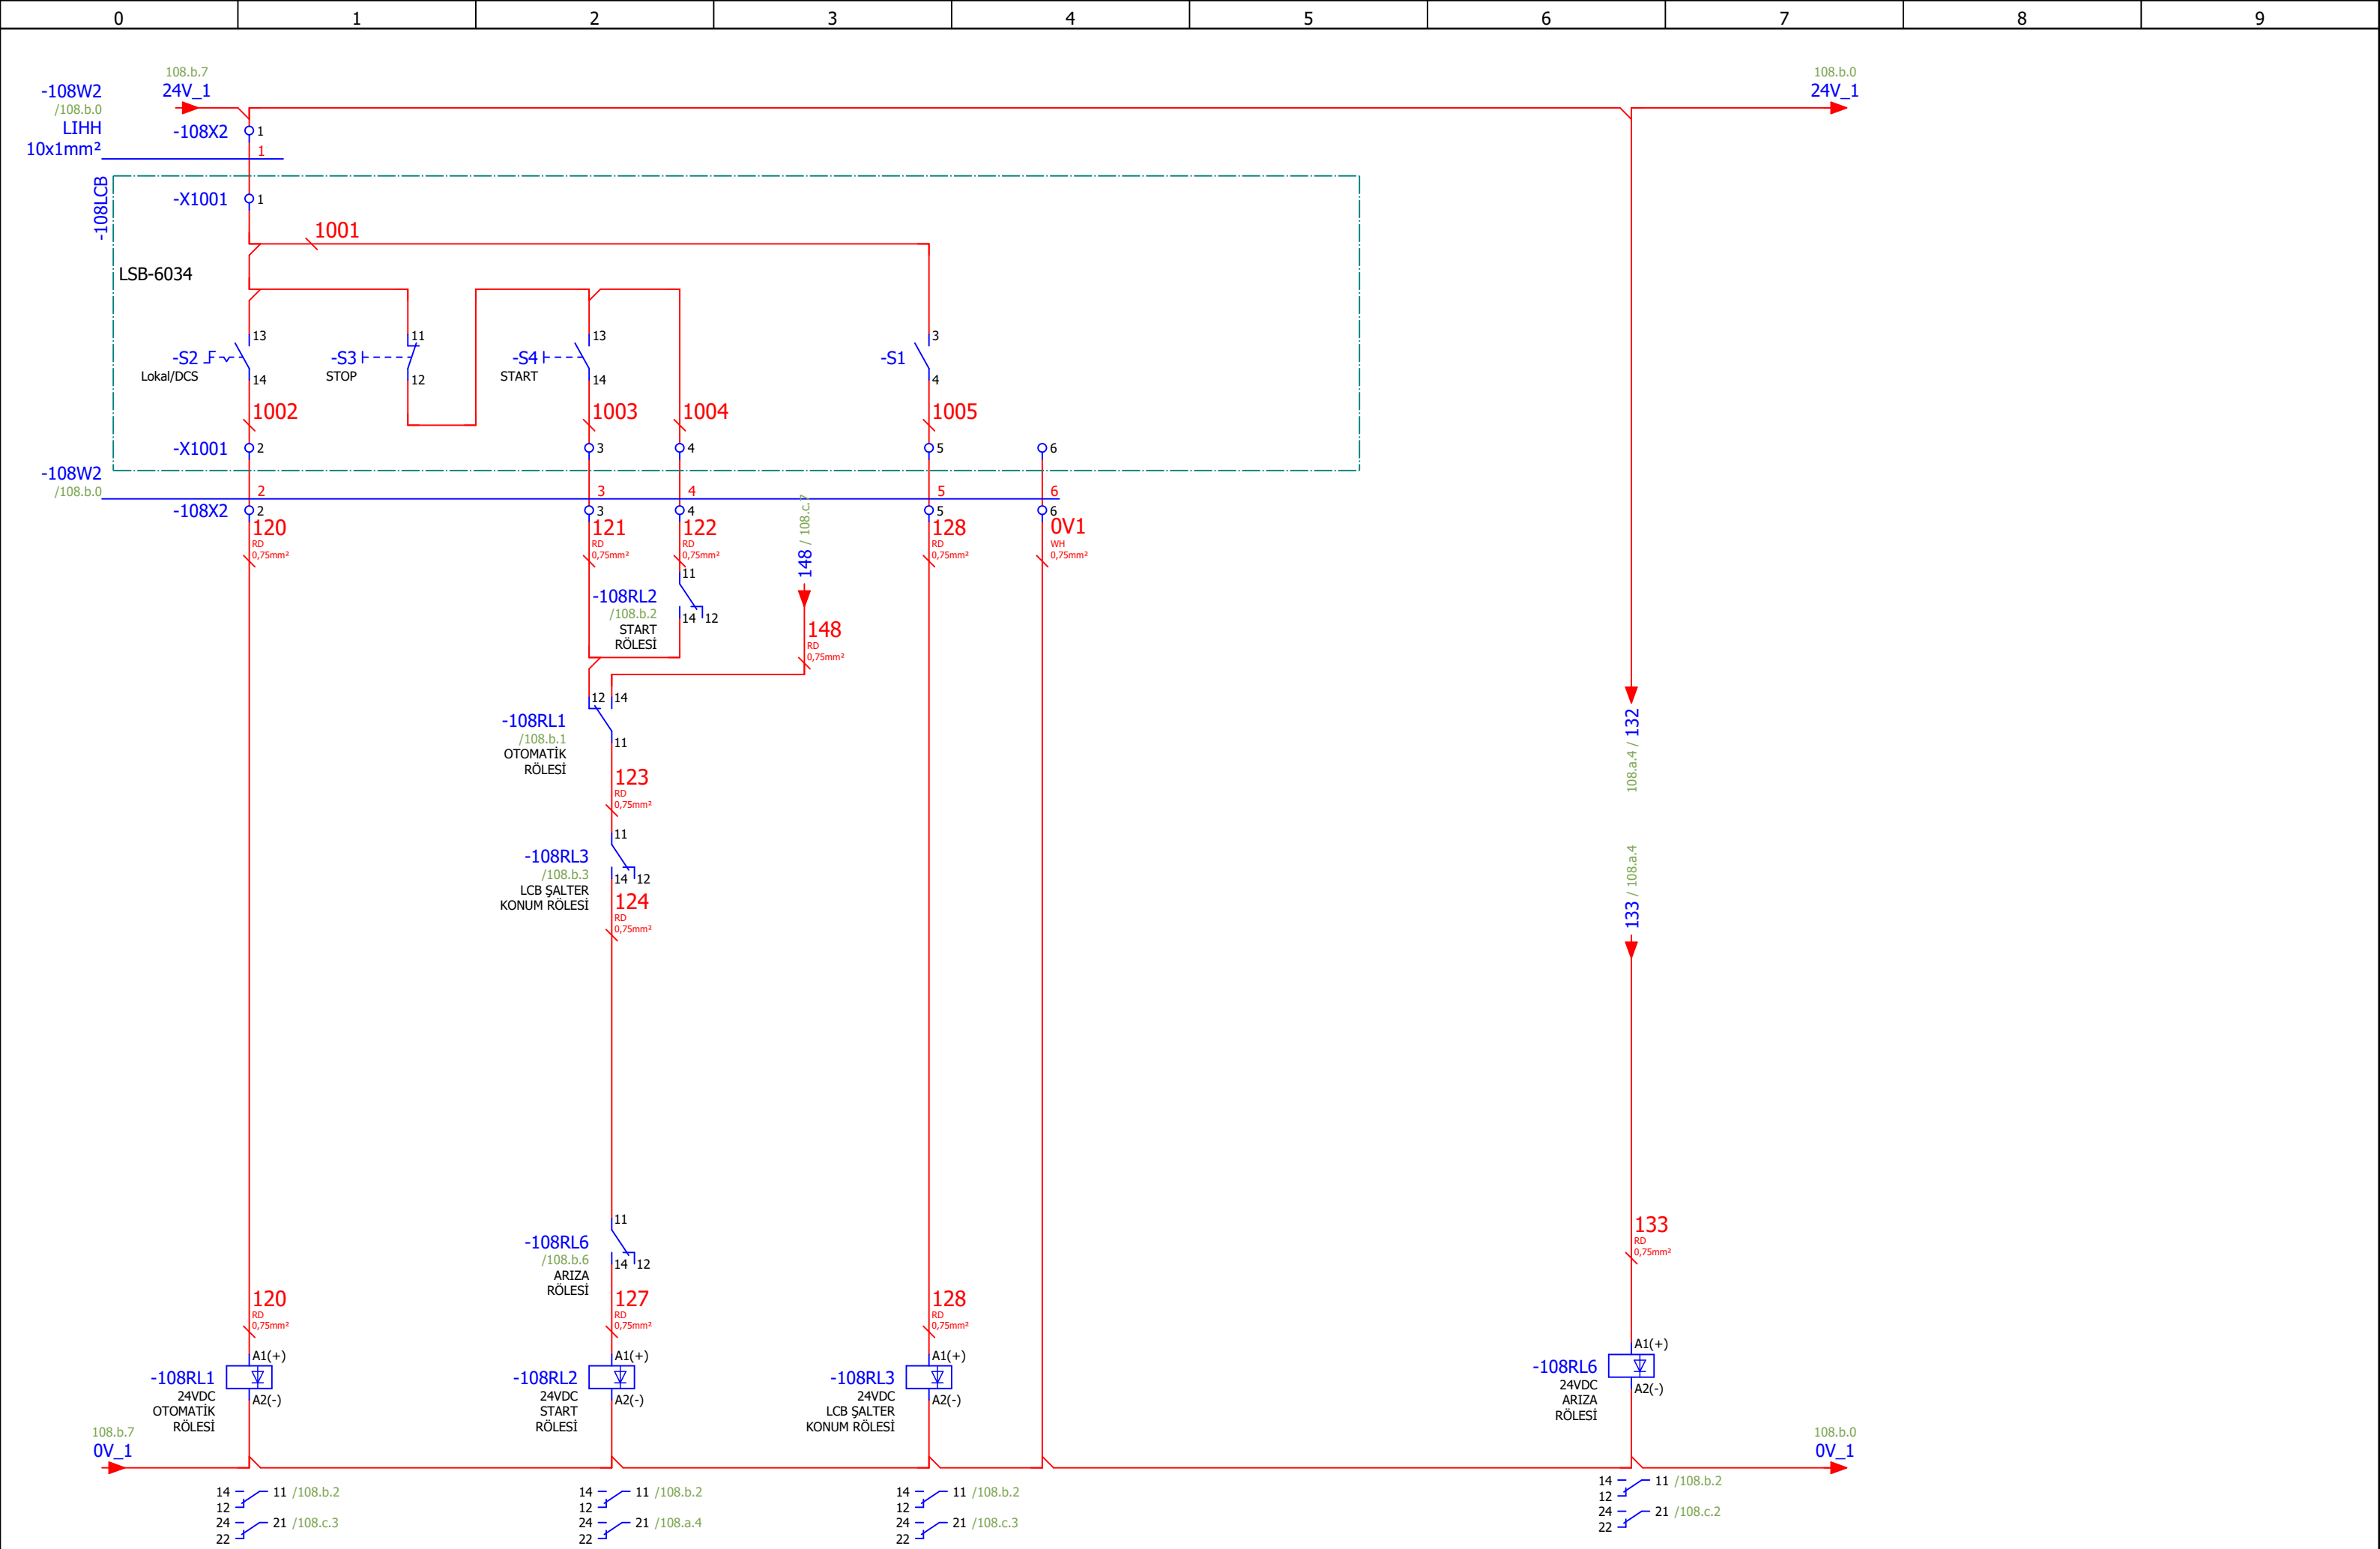 0 1 2 3 4 5 6 7 8 9
108.b.7
24V_1
108.b.0
24V_1
-108W2
/108.b.0
LIHH
10x1mm²
-108X2 1
1
-108LCB
-X1001 1
1001
LSB-6034
13
-S2
Lokal/DCS
14
11
-S3
STOP
12
13
-S4
START
14
3
-S1
4
1002
1003
1004
1005
-X1001 2 3 4 5 6
-108W2
/108.b.0
2 3 4 5 6
-108X2 2 3 4 5 6
120
RD
0,75mm²
121
RD
0,75mm²
122
RD
0,75mm²
148 / 108.c.7
128
RD
0,75mm²
0V1
WH
0,75mm²
11
-108RL2
/108.b.2
START
RÖLESİ
14 12
148
RD
0,75mm²
12 14
-108RL1
/108.b.1
OTOMATİK
RÖLESİ
11
123
RD
0,75mm²
11
-108RL3
/108.b.3
LCB ŞALTER
KONUM RÖLESİ
14 12
124
RD
0,75mm²
108.a.4 / 132
133 / 108.a.4
11
-108RL6
/108.b.6
ARIZA
RÖLESİ
14 12
133
RD
0,75mm²
120
RD
0,75mm²
127
RD
0,75mm²
128
RD
0,75mm²
A1(+)
-108RL1
24VDC
OTOMATİK
RÖLESİ
A2(-)
A1(+)
-108RL2
24VDC
START
RÖLESİ
A2(-)
A1(+)
-108RL3
24VDC
LCB ŞALTER
KONUM RÖLESİ
A2(-)
A1(+)
-108RL6
24VDC
ARIZA
RÖLESİ
A2(-)
108.b.7
0V_1
108.b.0
0V_1
14 11 /108.b.2
12
24 21 /108.c.3
22
14 11 /108.b.2
12
24 21 /108.a.4
22
14 11 /108.b.2
12
24 21 /108.c.3
22
14 11 /108.b.2
12
24 21 /108.c.2
22